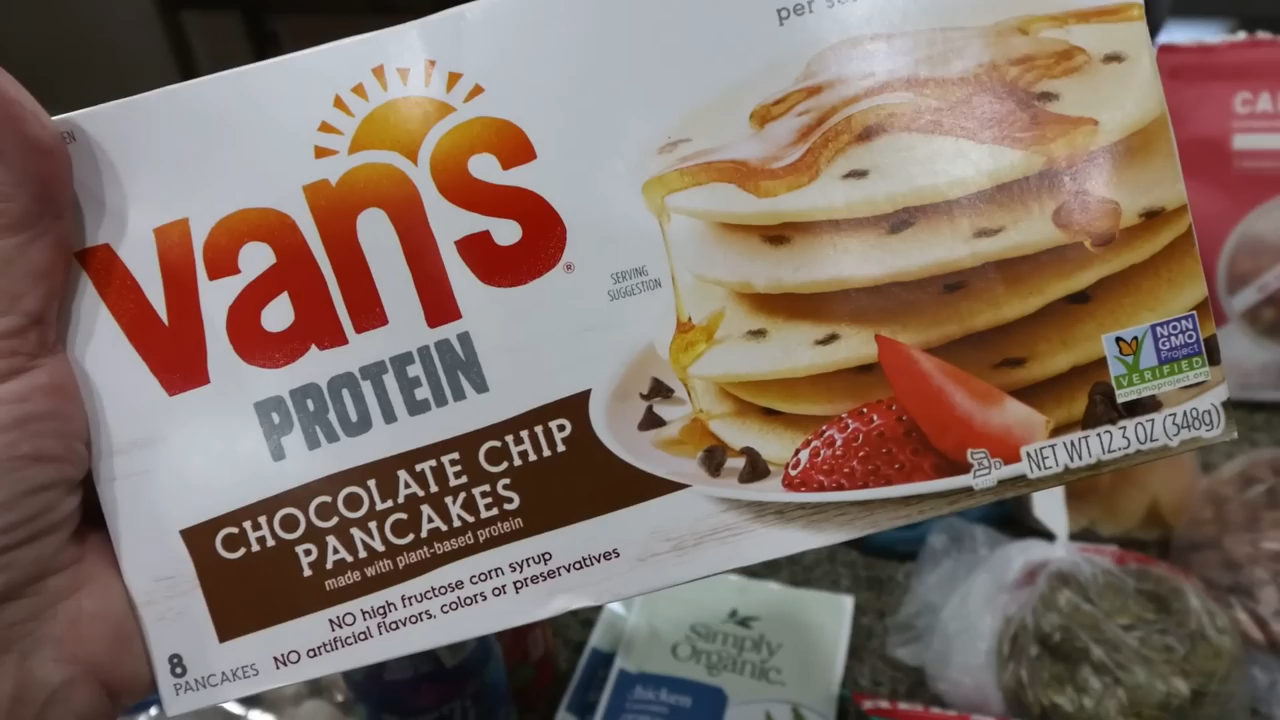 per
van's®
PROTEIN
CHOCOLATE CHIP
PANCAKES
made with plant-based protein
NO high fructose corn syrup
NO artificial flavors, colors or preservatives
8
PANCAKES
SERVING
SUGGESTION
NON
GMO
Project
VERIFIED
nongmoproject.org
NET WT 12.3 OZ (348g)
Simply
Organic
chicken